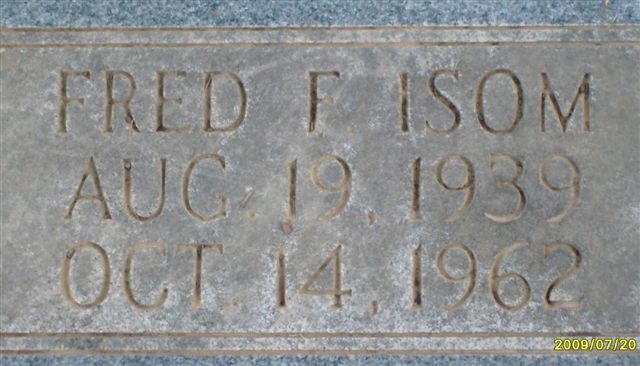 FRED F. ISOM
AUG. 19, 1939
OCT. 14, 1962
2009/07/20